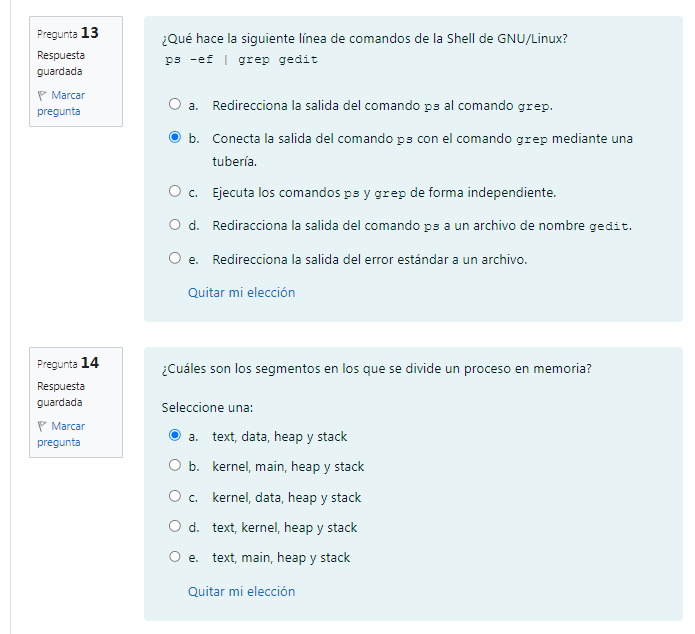 Pregunta 13
Respuesta
guardada
Marcar
pregunta
¿Qué hace la siguiente línea de comandos de la Shell de GNU/Linux?
ps -ef | grep gedit
a. Redirecciona la salida del comando ps al comando grep.
b. Conecta la salida del comando ps con el comando grep mediante una
tubería.
c. Ejecuta los comandos ps y grep de forma independiente.
d. Rediracciona la salida del comando ps a un archivo de nombre gedit.
e. Redirecciona la salida del error estándar a un archivo.
Quitar mi elección
Pregunta 14
Respuesta
guardada
Marcar
pregunta
¿Cuáles son los segmentos en los que se divide un proceso en memoria?
Seleccione una:
a. text, data, heap y stack
b. kernel, main, heap y stack
c. kernel, data, heap y stack
d. text, kernel, heap y stack
e. text, main, heap y stack
Quitar mi elección